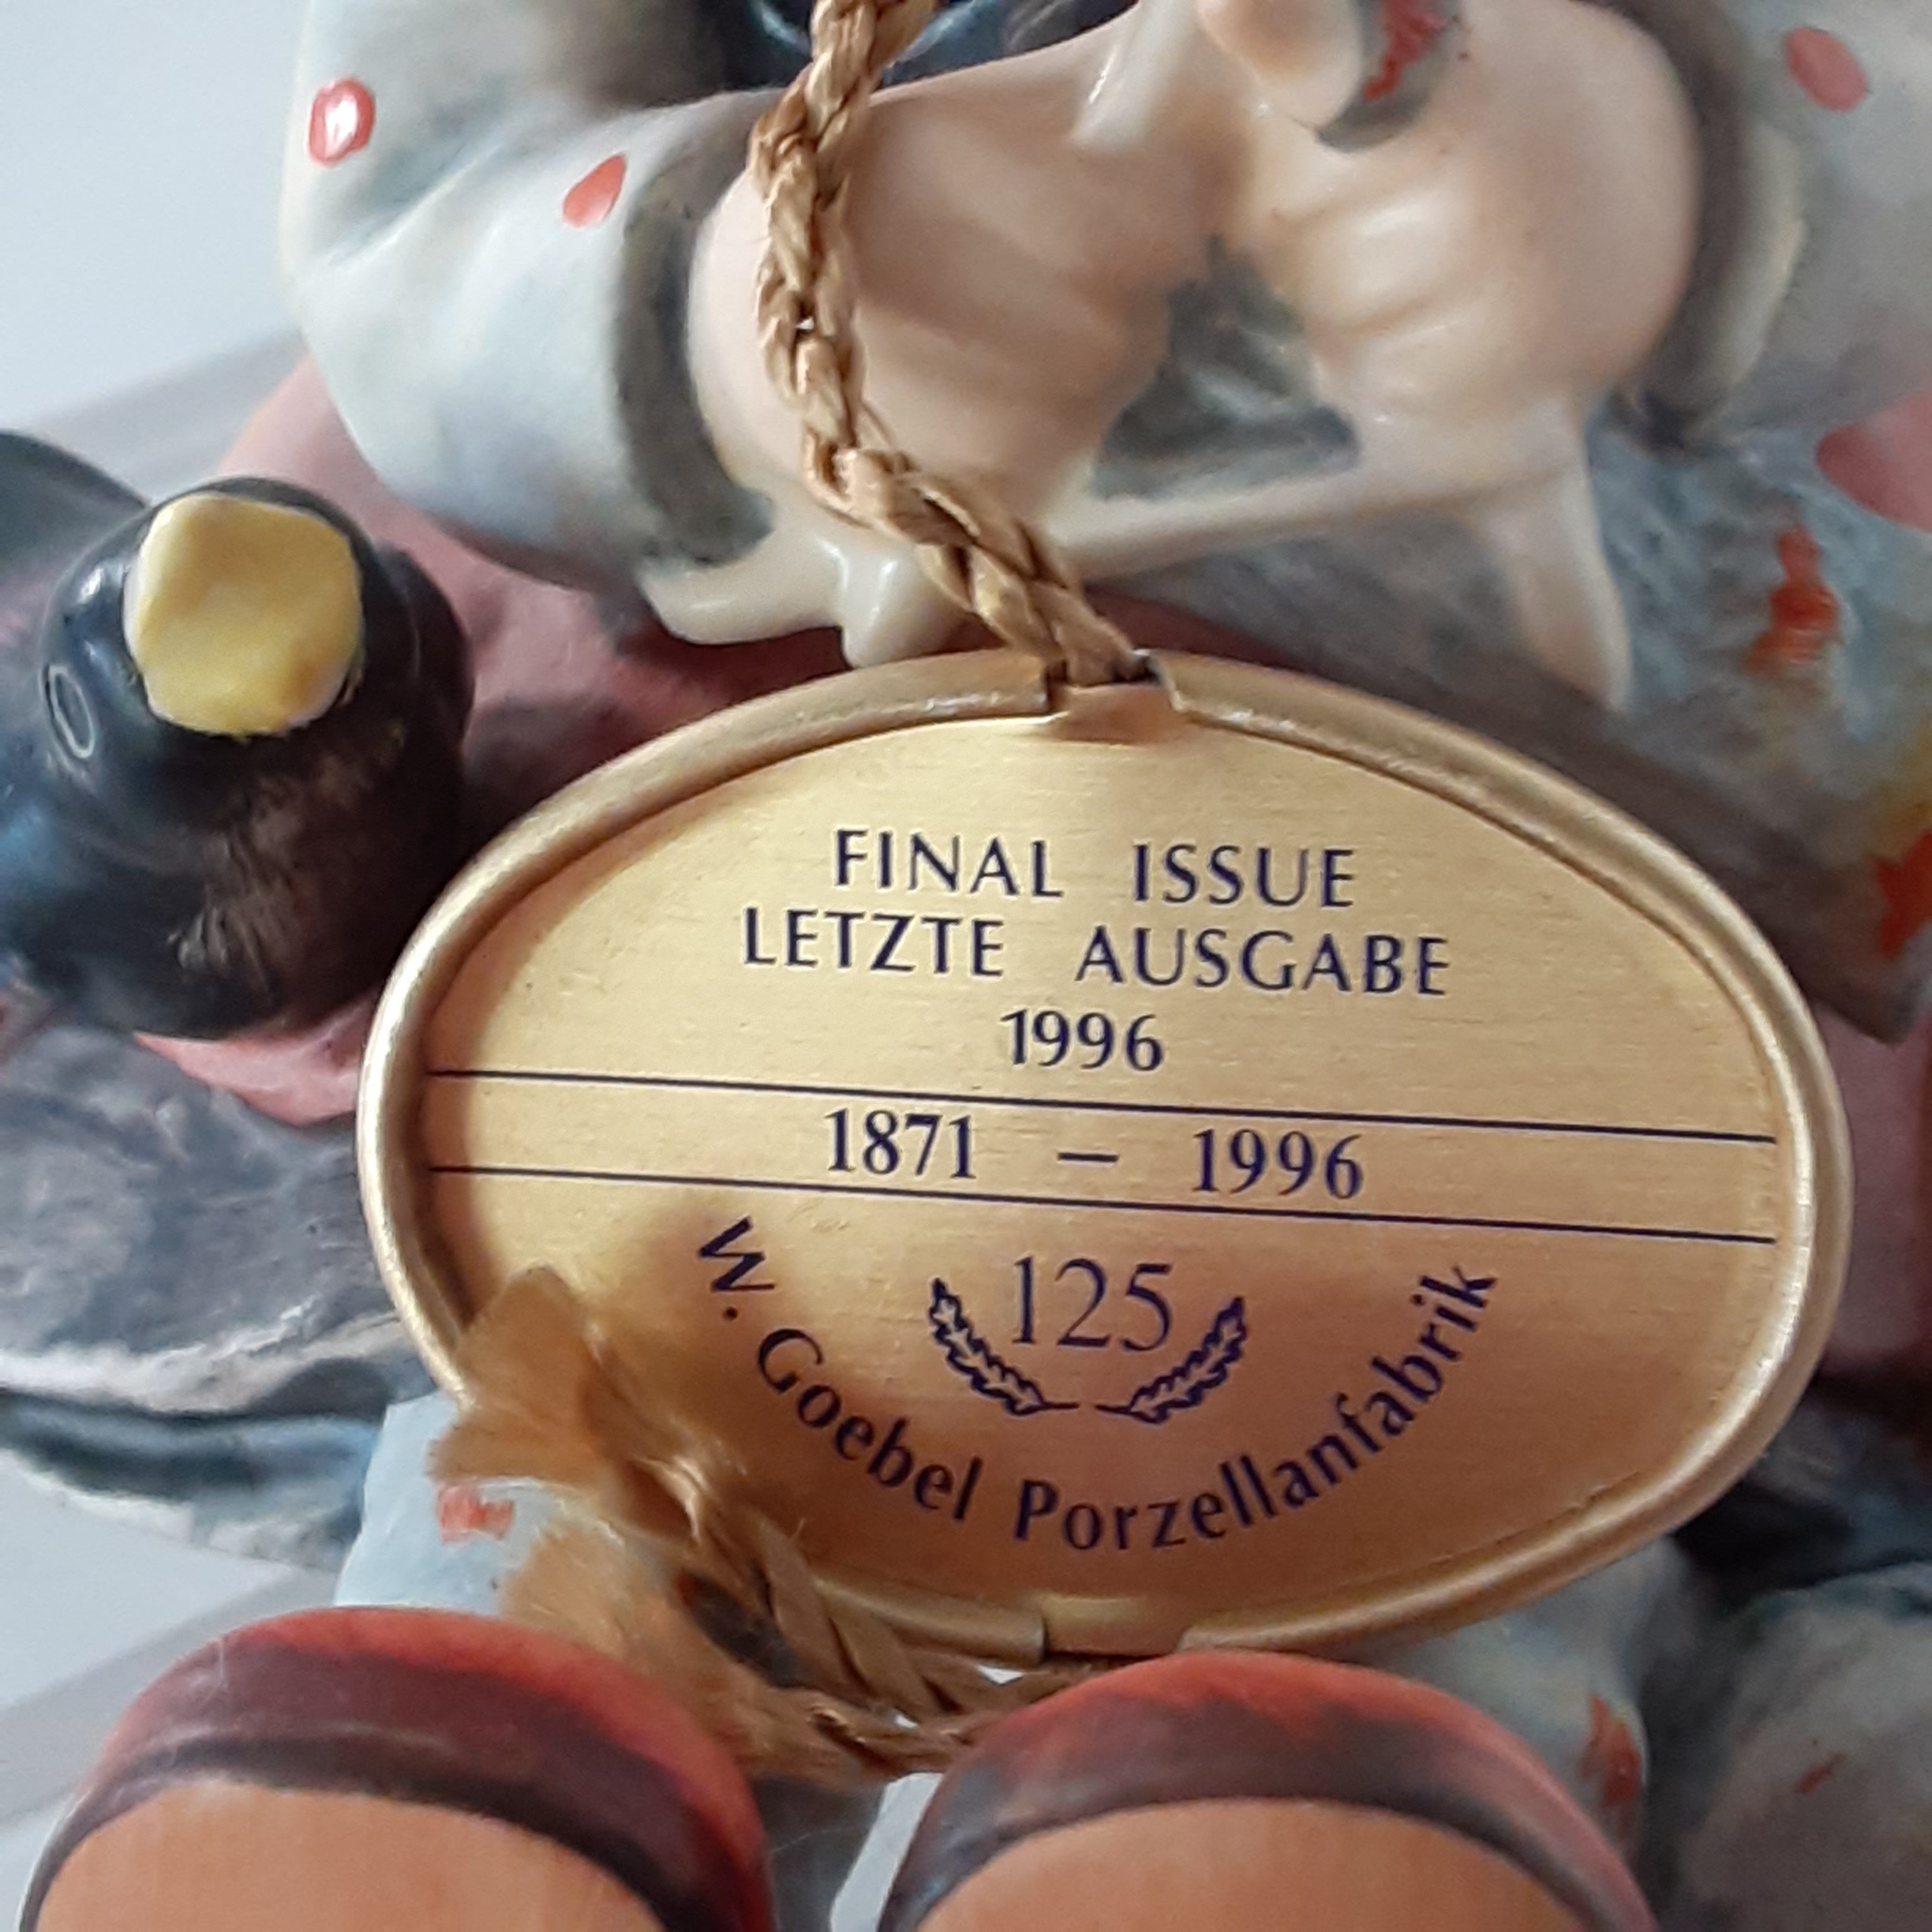 FINAL ISSUE
LETZTE AUSGABE
1996
1871 – 1996
125
W. Goebel Porzellanfabrik